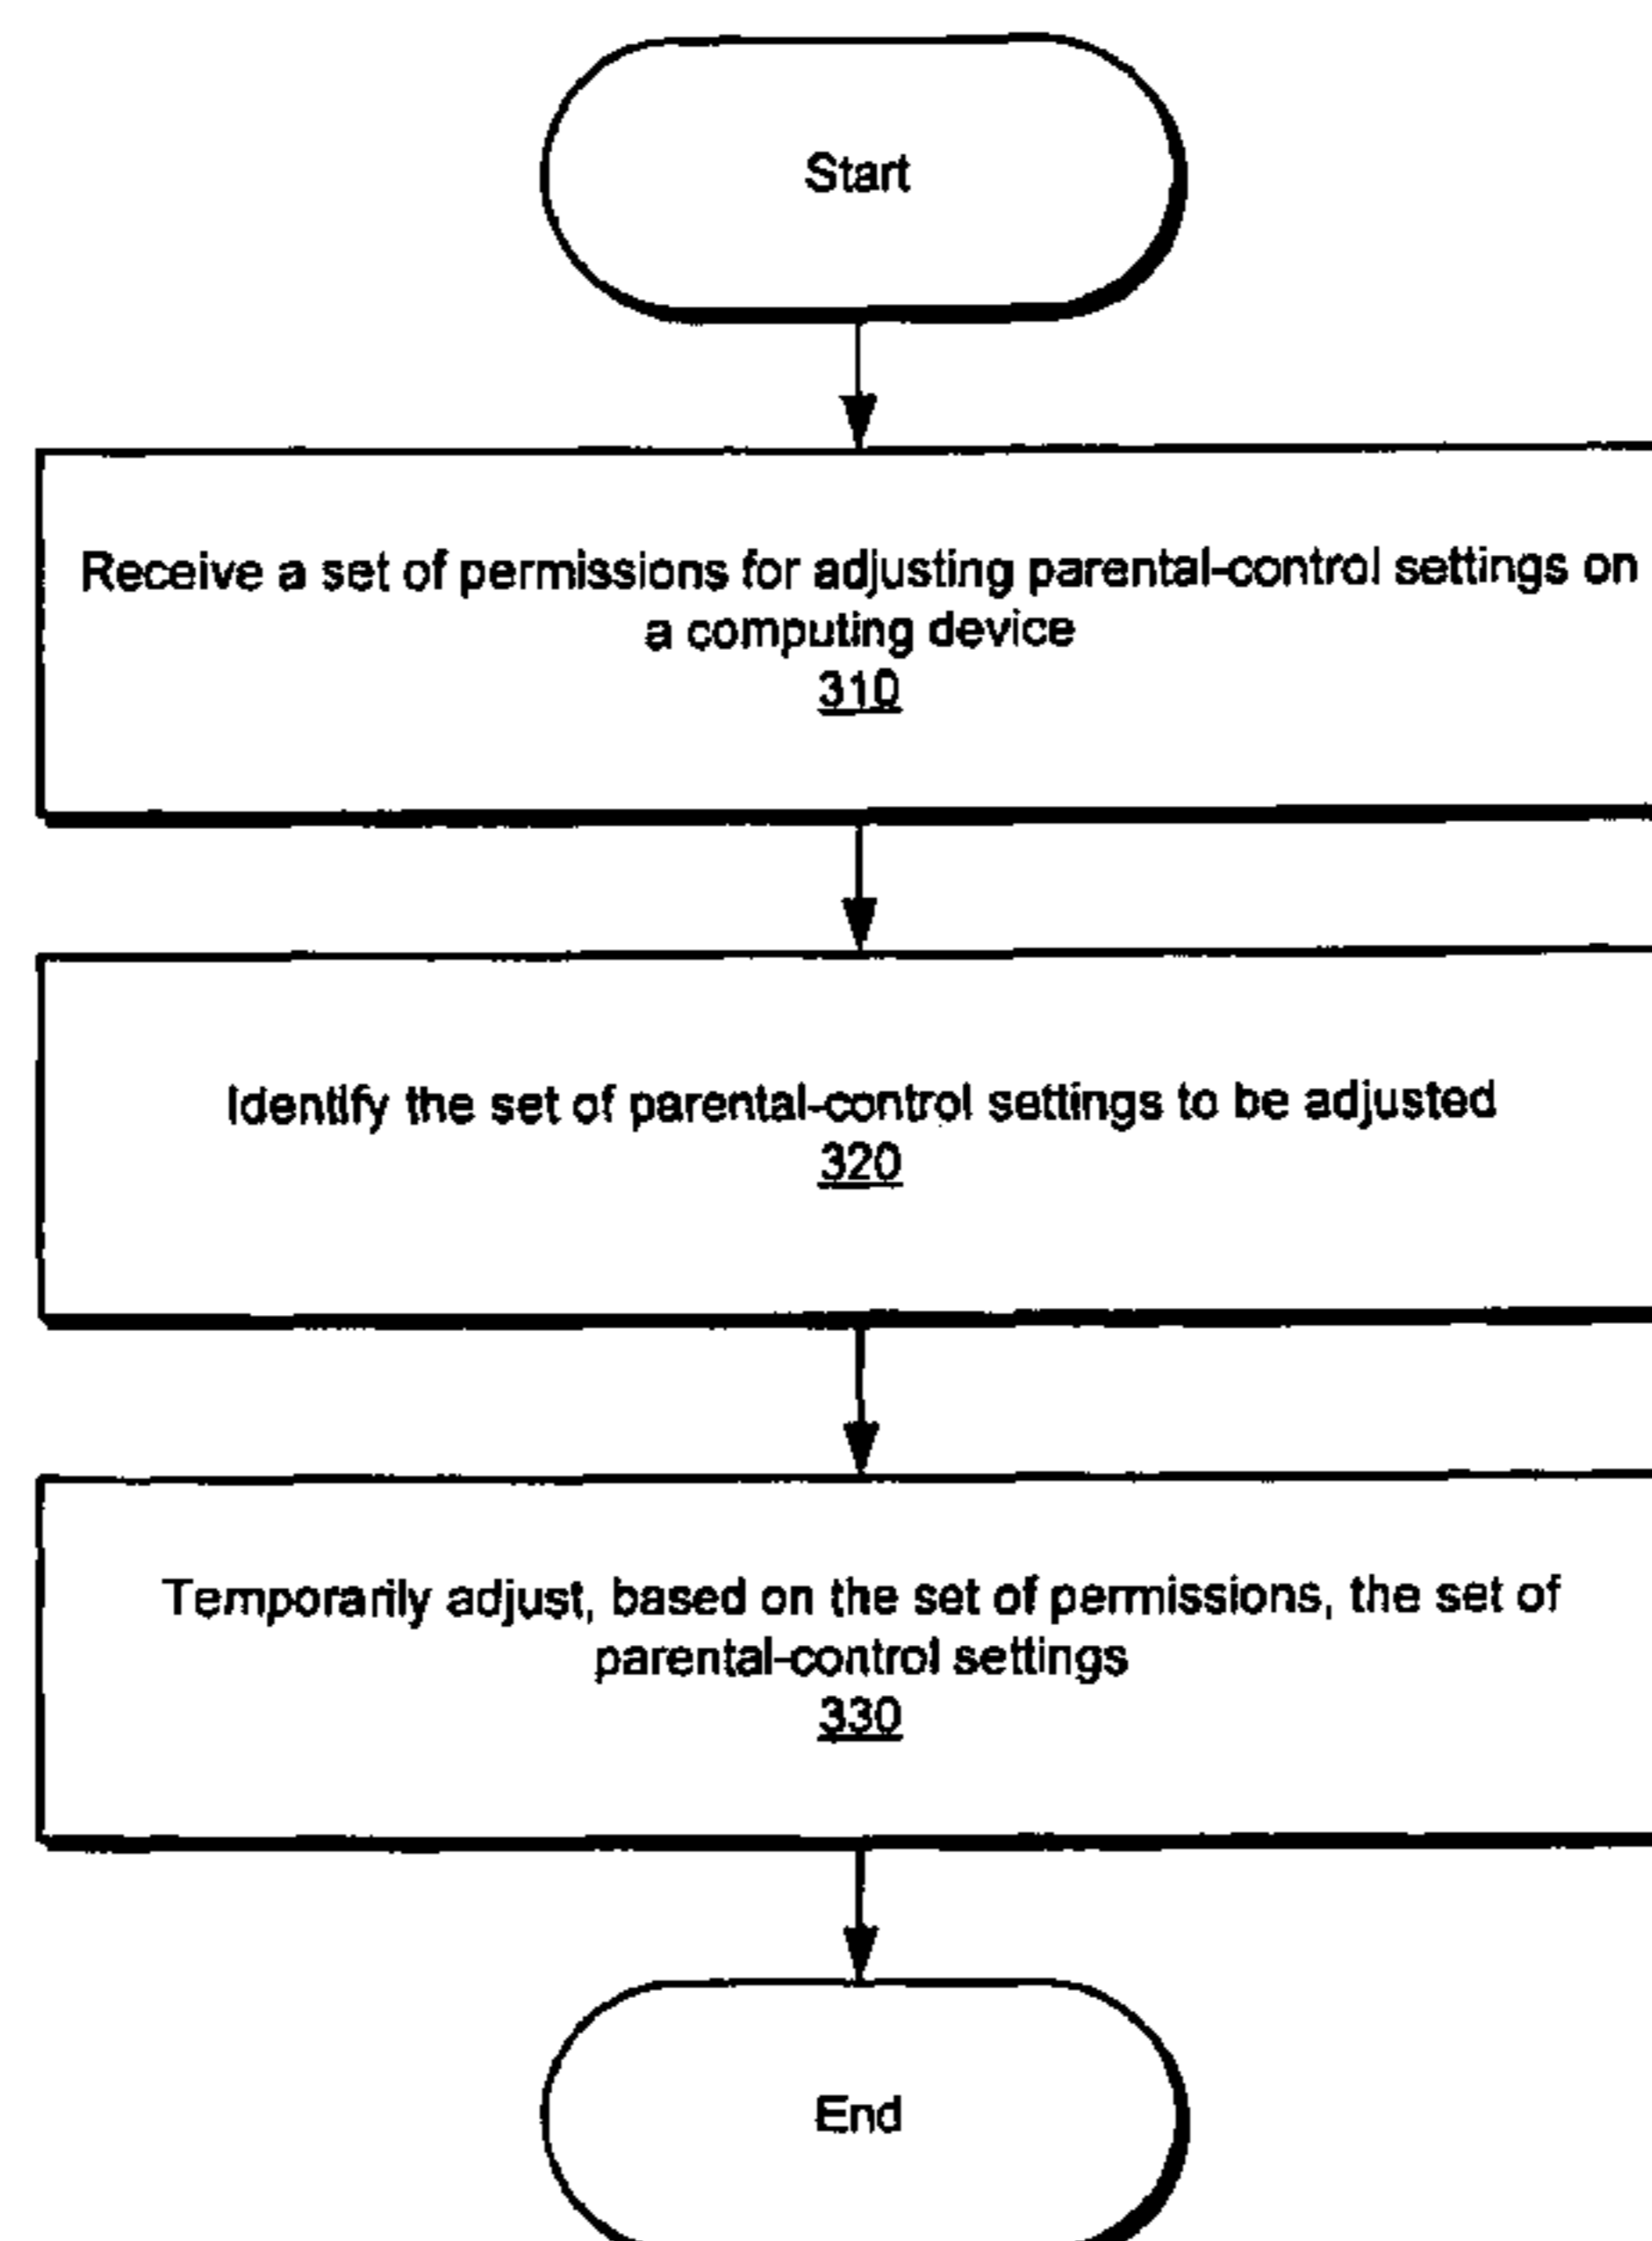 Start
Receive a set of permissions for adjusting parental-control settings on
a computing device
310
Identify the set of parental-control settings to be adjusted
320
Temporarily adjust, based on the set of permissions, the set of
parental-control settings
330
End